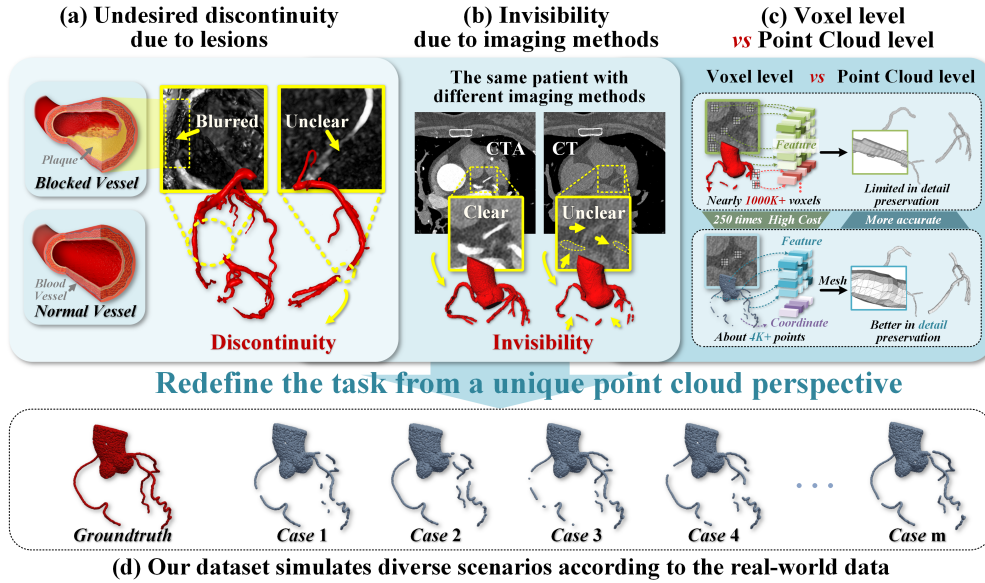 (a) Undesired discontinuity
due to lesions
Plaque
Blocked Vessel
Blood
Vessel
Normal Vessel
Blurred
Unclear
Discontinuity
(b) Invisibility
due to imaging methods
The same patient with
different imaging methods
CTA
CT
Clear
Unclear
Invisibility
(c) Voxel level
vs Point Cloud level
Voxel level vs Point Cloud level
Feature
Nearly 1000K+ voxels
Limited in detail
preservation
250 times High Cost
More accurate
Feature
Mesh
Coordinate
About 4K+ points
Better in detail
preservation
Redefine the task from a unique point cloud perspective
Groundtruth
Case 1
Case 2
Case 3
Case 4
Case m
(d) Our dataset simulates diverse scenarios according to the real-world data